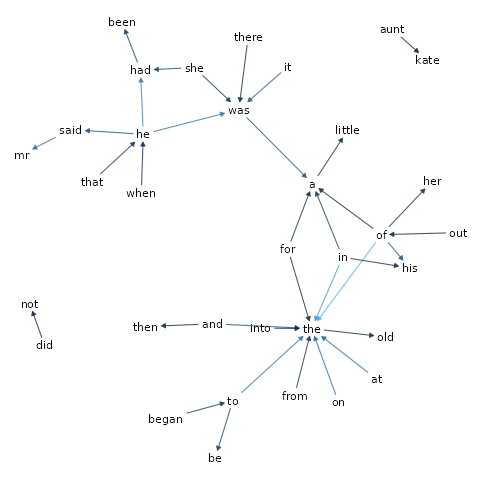 been
aunt
there
kate
had
she
it
was
said
he
little
mr
that
when
a
her
of
out
for
in
his
not
then
and
into
the
old
did
at
from
on
to
began
be